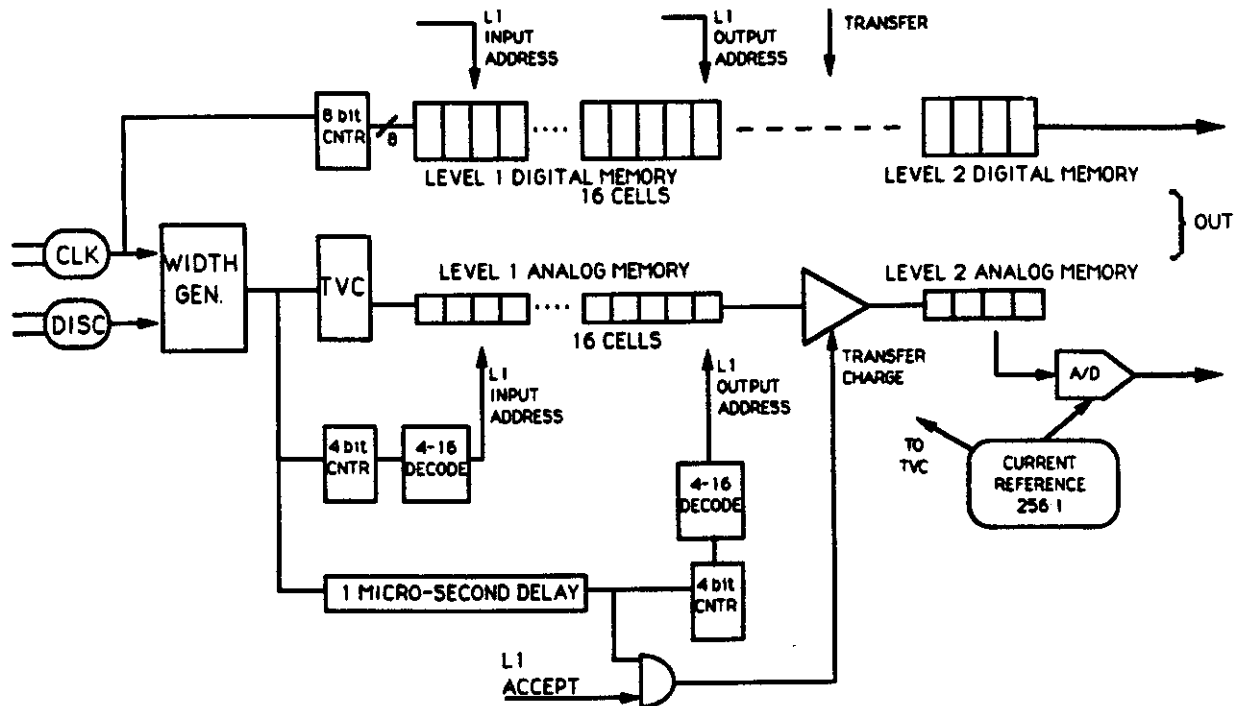 L1
INPUT
ADDRESS
L1
OUTPUT
ADDRESS
TRANSFER
8 bit
CNTR
8
LEVEL 1 DIGITAL MEMORY
16 CELLS
LEVEL 2 DIGITAL MEMORY
OUT
CLK
DISC
WIDTH
GEN.
TVC
LEVEL 1 ANALOG MEMORY
16 CELLS
LEVEL 2 ANALOG MEMORY
TRANSFER
CHARGE
A/D
L1
INPUT
ADDRESS
L1
OUTPUT
ADDRESS
4 bit
CNTR
4-16
DECODE
4-16
DECODE
TO
TVC
CURRENT
REFERENCE
256:1
1 MICRO-SECOND DELAY
4 bit
CNTR
L1
ACCEPT